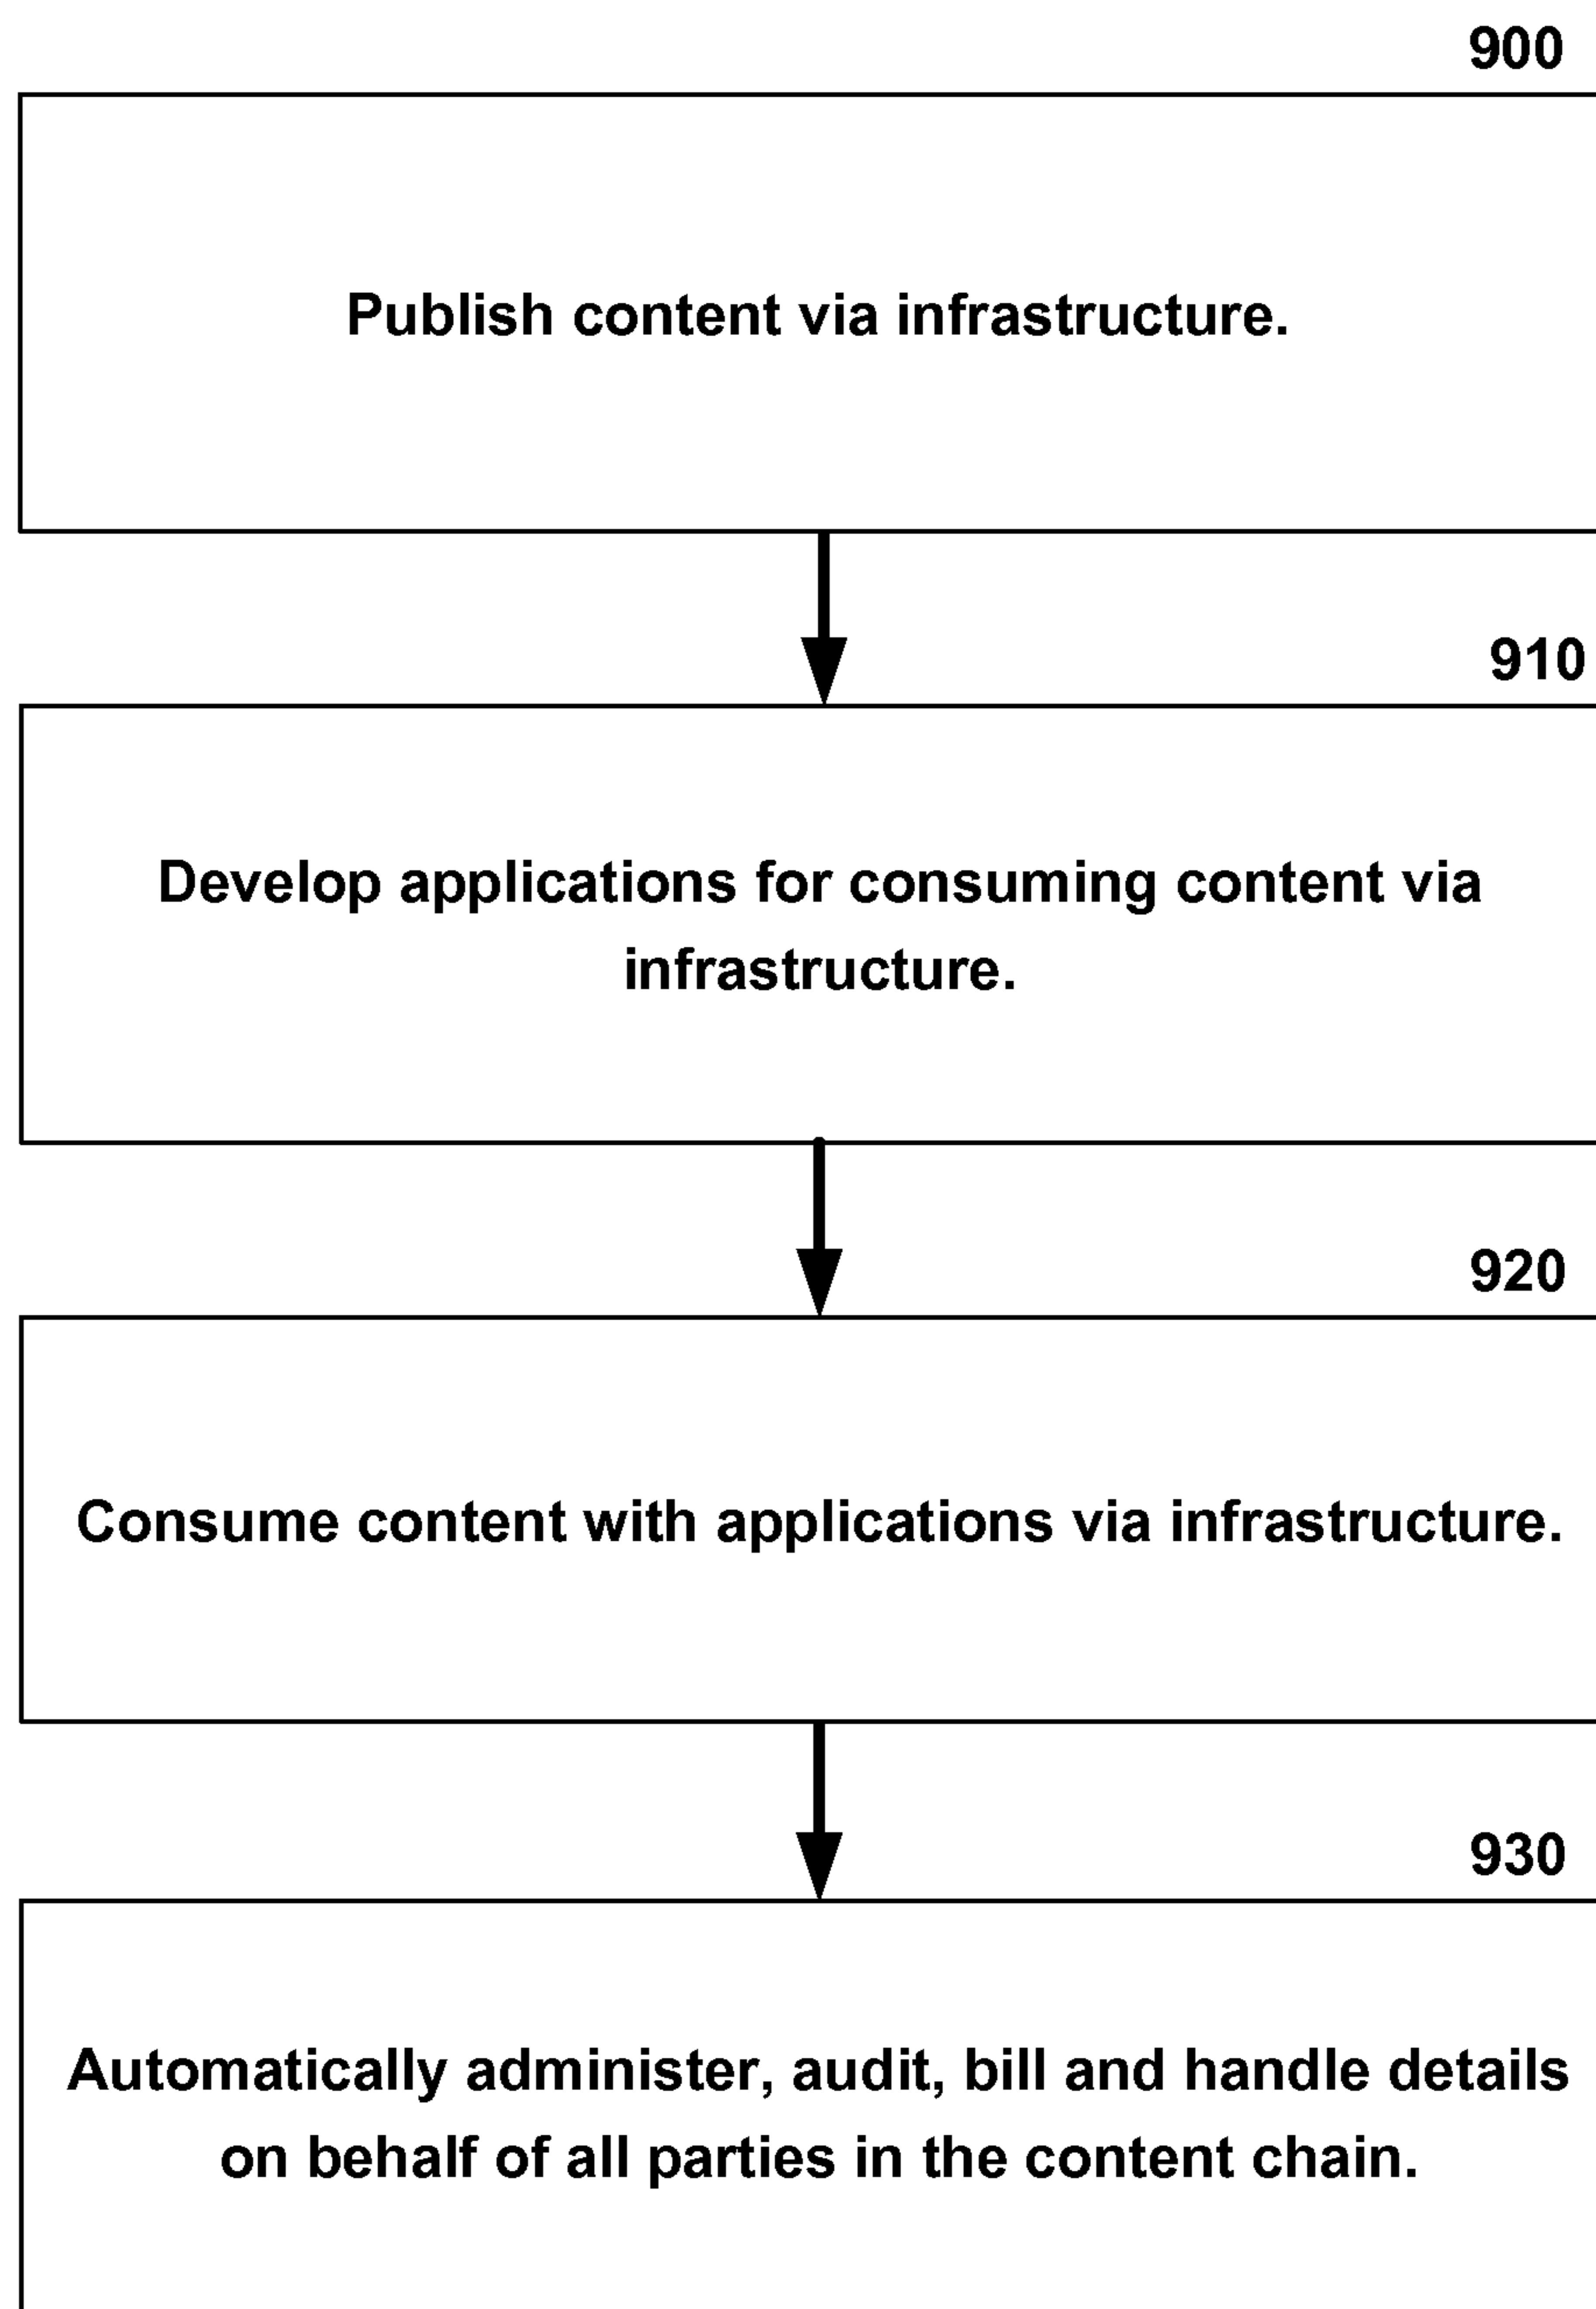 900
Publish content via infrastructure.
910
Develop applications for consuming content via
infrastructure.
920
Consume content with applications via infrastructure.
930
Automatically administer, audit, bill and handle details
on behalf of all parties in the content chain.